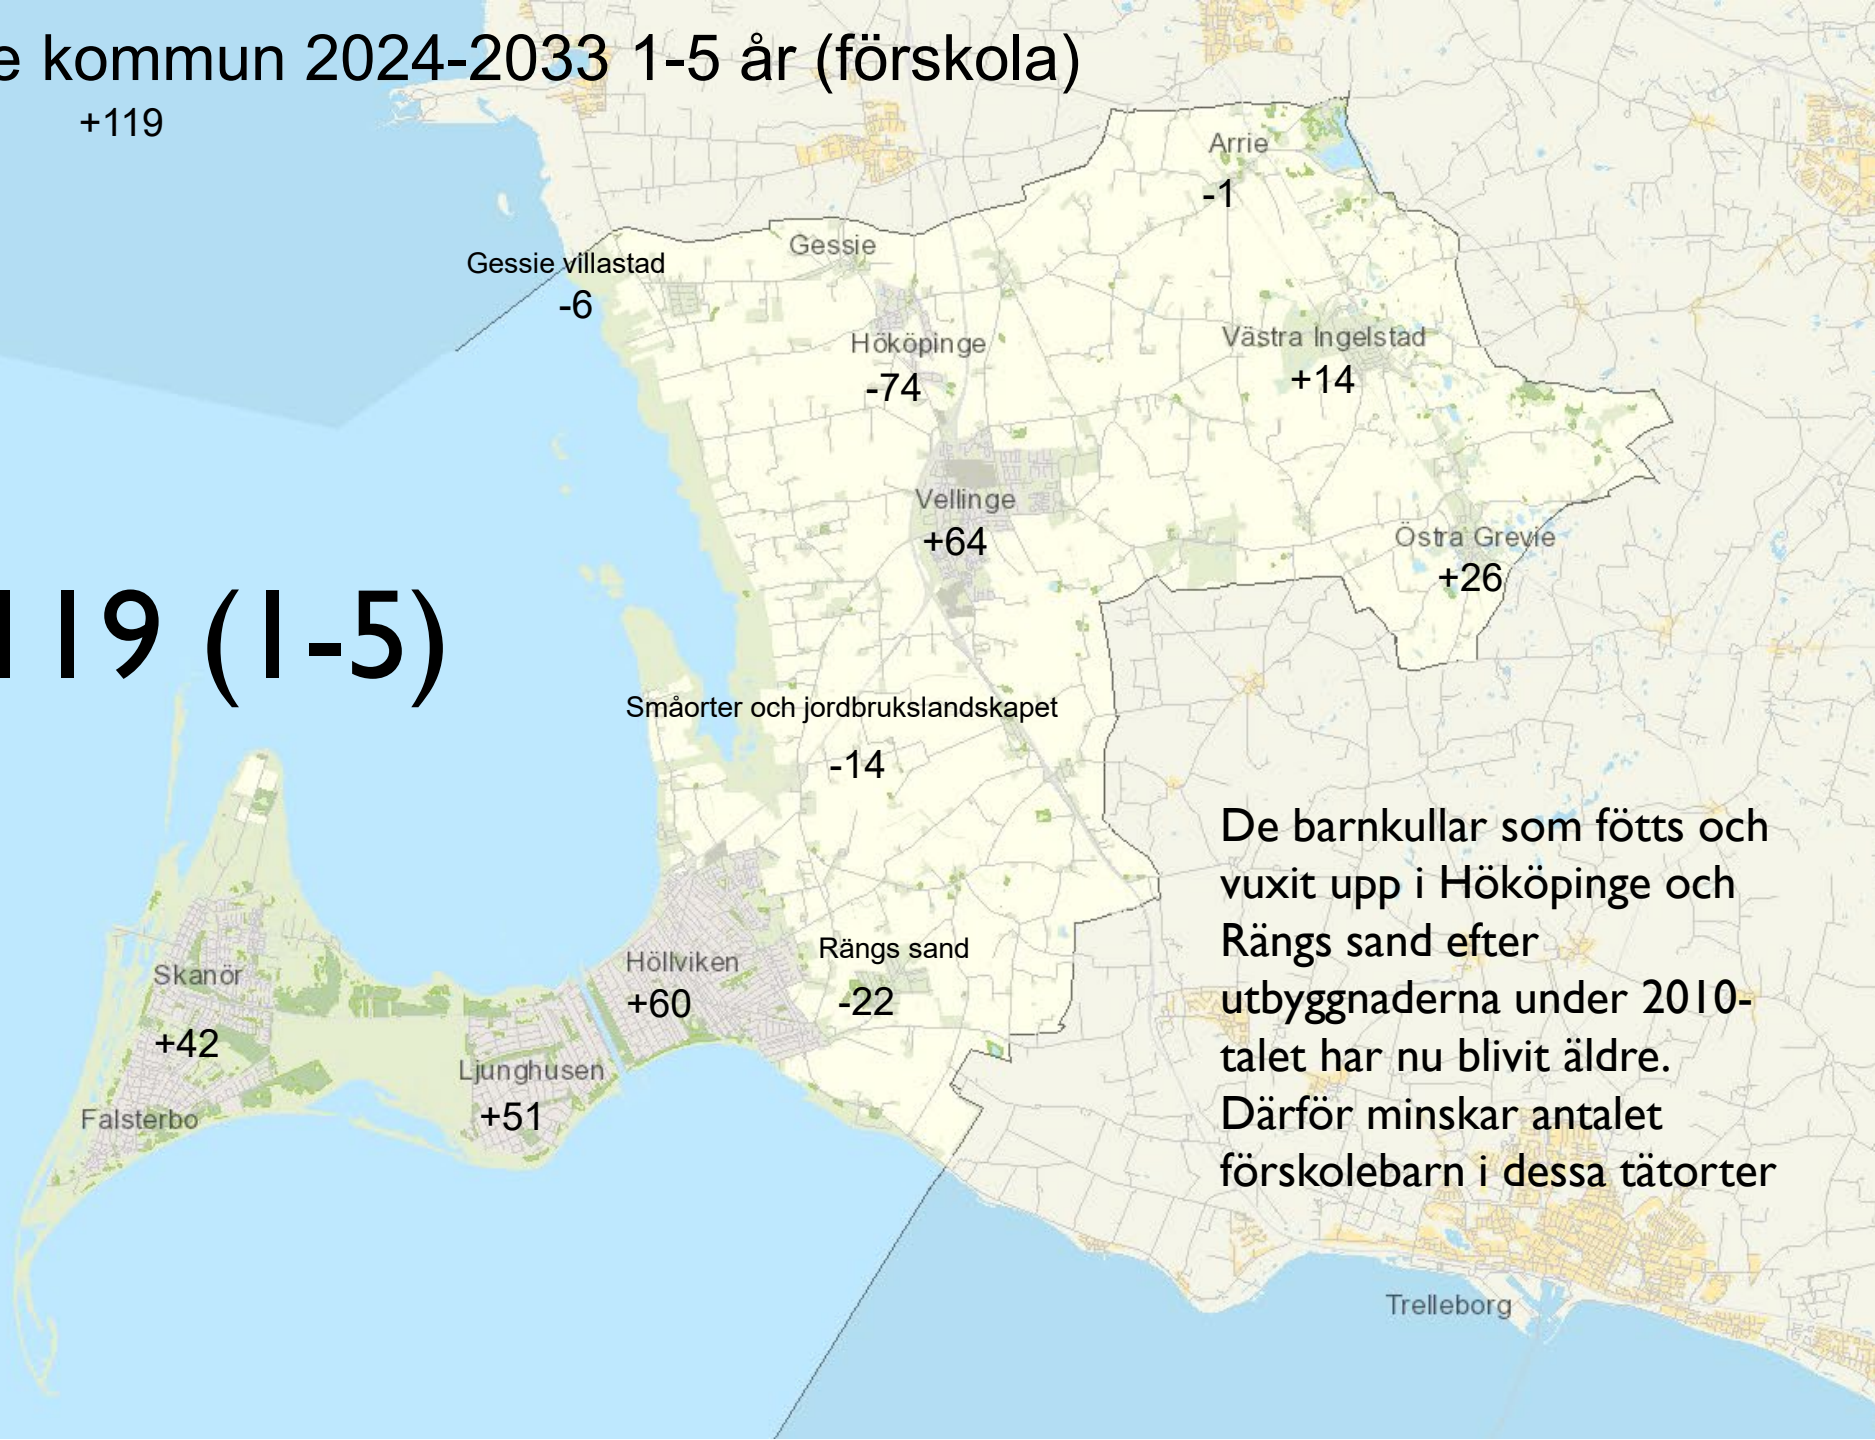 e kommun 2024-2033 1-5 år (förskola)
+119
Arrie
-1
Gessie
Gessie villastad
-6
Hököpinge
-74
Västra Ingelstad
+14
Vellinge
+64
Östra Grevie
+26
119 (1-5)
Småorter och jordbrukslandskapet
-14
De barnkullar som fötts och
vuxit upp i Hököpinge och
Rängs sand efter
utbyggnaderna under 2010-
talet har nu blivit äldre.
Därför minskar antalet
förskolebarn i dessa tätorter
Rängs sand
-22
Höllviken
+60
Skanör
+42
Ljunghusen
+51
Falsterbo
Trelleborg